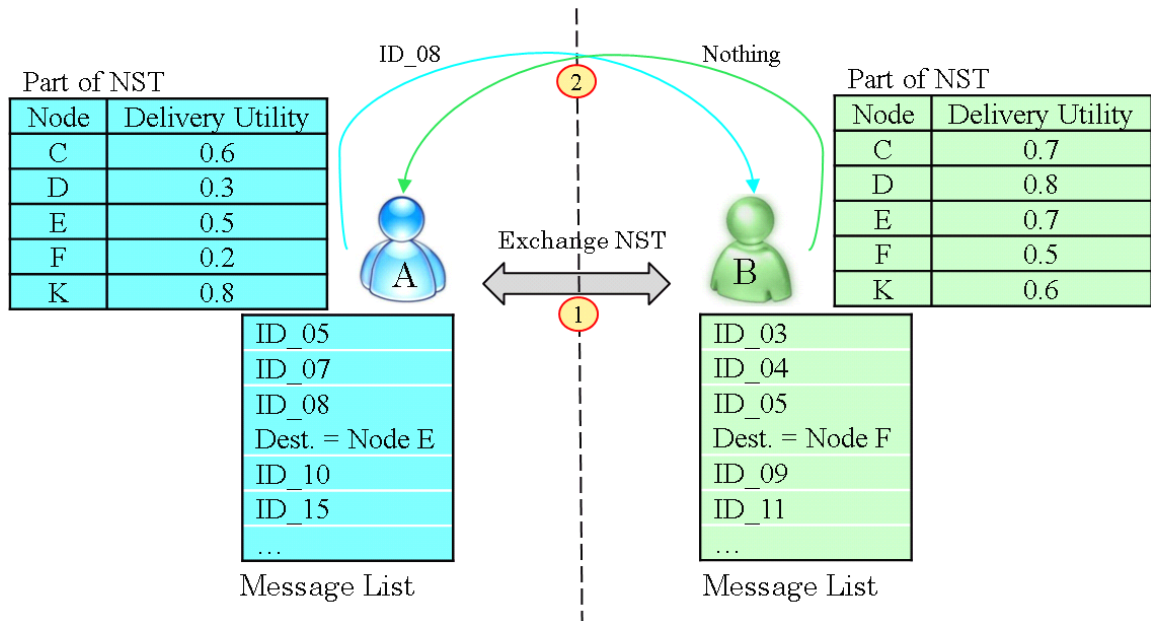 ID_08
Nothing
Part of NST
Node Delivery Utility
C 0.6
D 0.3
E 0.5
F 0.2
K 0.8
2
Part of NST
Node Delivery Utility
C 0.7
D 0.8
E 0.7
F 0.5
K 0.6
A
Exchange NST
B
1
ID_05
ID_07
ID_08
Dest. = Node E
ID_10
ID_15
...
Message List
ID_03
ID_04
ID_05
Dest. = Node F
ID_09
ID_11
...
Message List